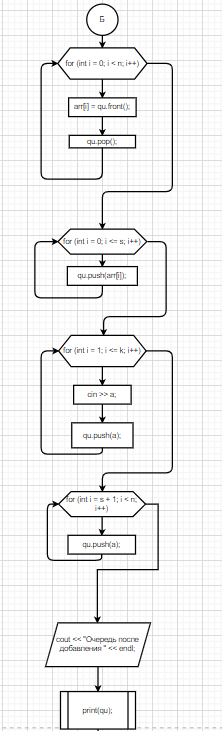 Б
for (int i = 0; i < n; i++)
arr[i] = qu.front();
qu.pop();
for (int i = 0; i <= s; i++)
qu.push(arr[i]);
for (int i = 1; i <= k; i++)
cin >> a;
qu.push(a);
for (int i = s + 1; i < n;
i++)
qu.push(a);
cout << "Очередь после
добавления " << endl;
print(qu);